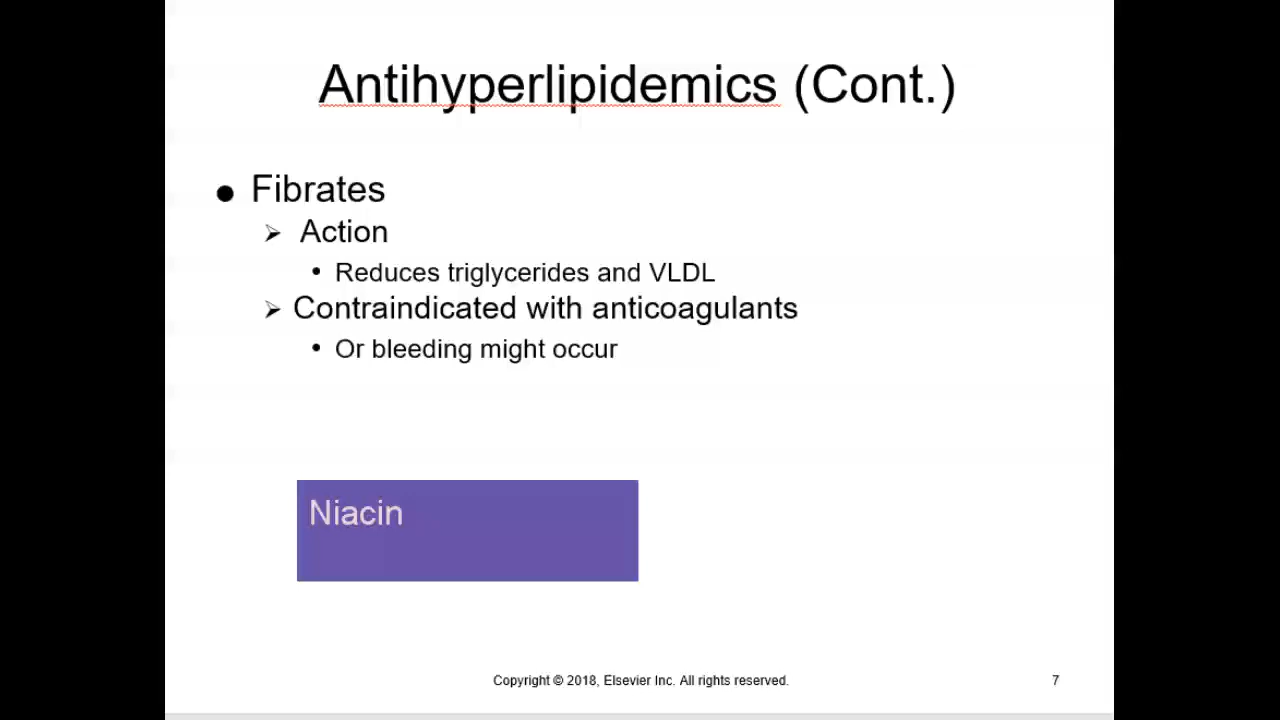 Antihyperlipidemics (Cont.)
● Fibrates
➢ Action
• Reduces triglycerides and VLDL
➢ Contraindicated with anticoagulants
• Or bleeding might occur
Niacin
Copyright © 2018, Elsevier Inc. All rights reserved.
7